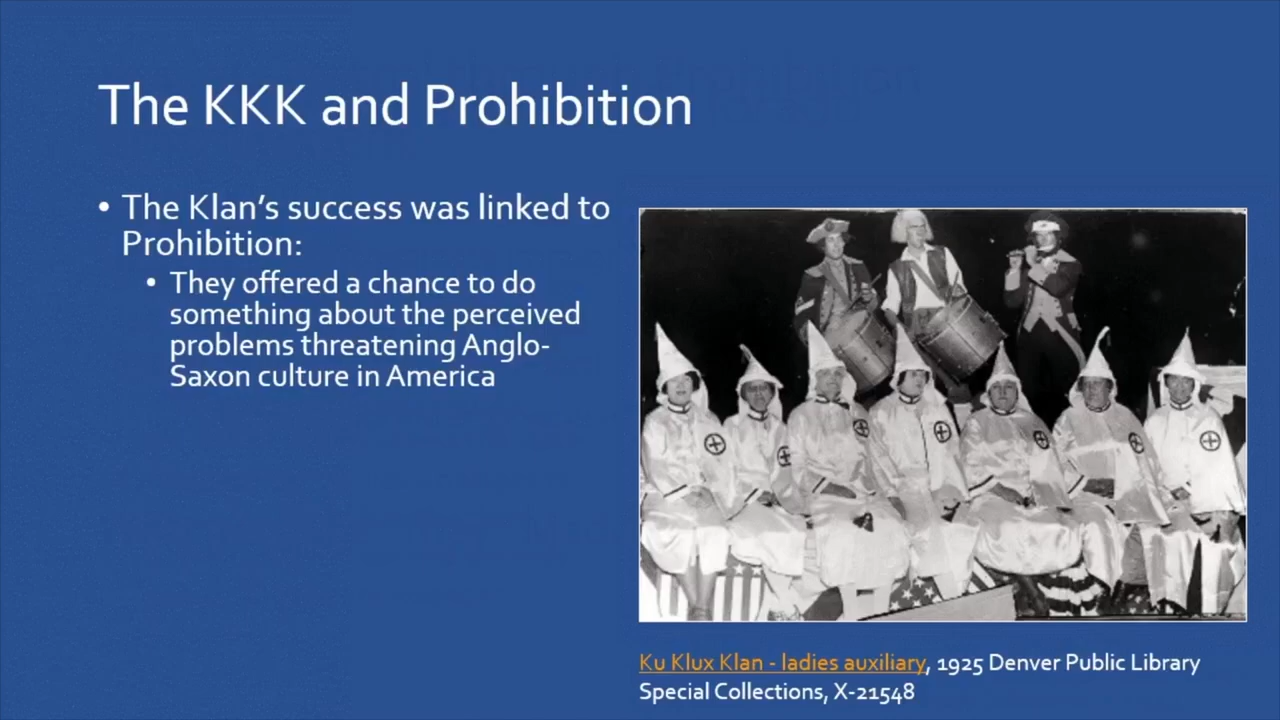 The KKK and Prohibition
• The Klan's success was linked to
Prohibition:
• They offered a chance to do
something about the perceived
problems threatening Anglo-
Saxon culture in America
Ku Klux Klan - ladies auxiliary, 1925 Denver Public Library
Special Collections, X-21548